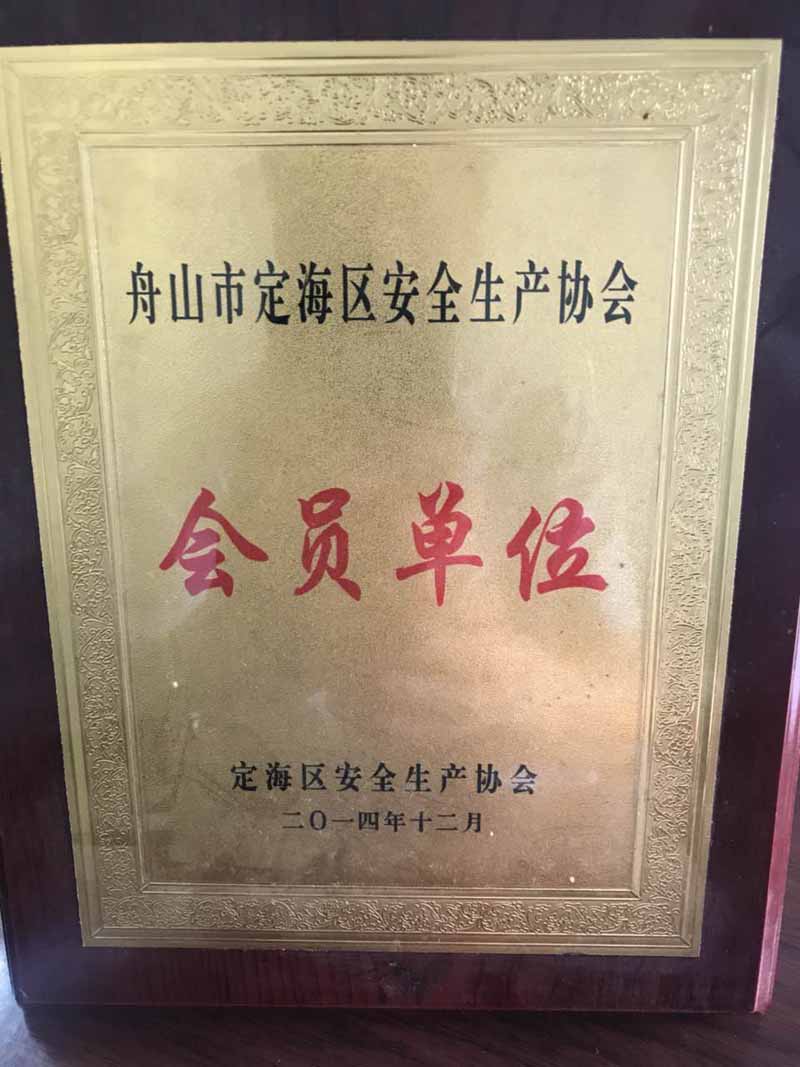 舟山市定海区安全生产协会
会员单位
定海区安全生产协会
二〇一四年十二月